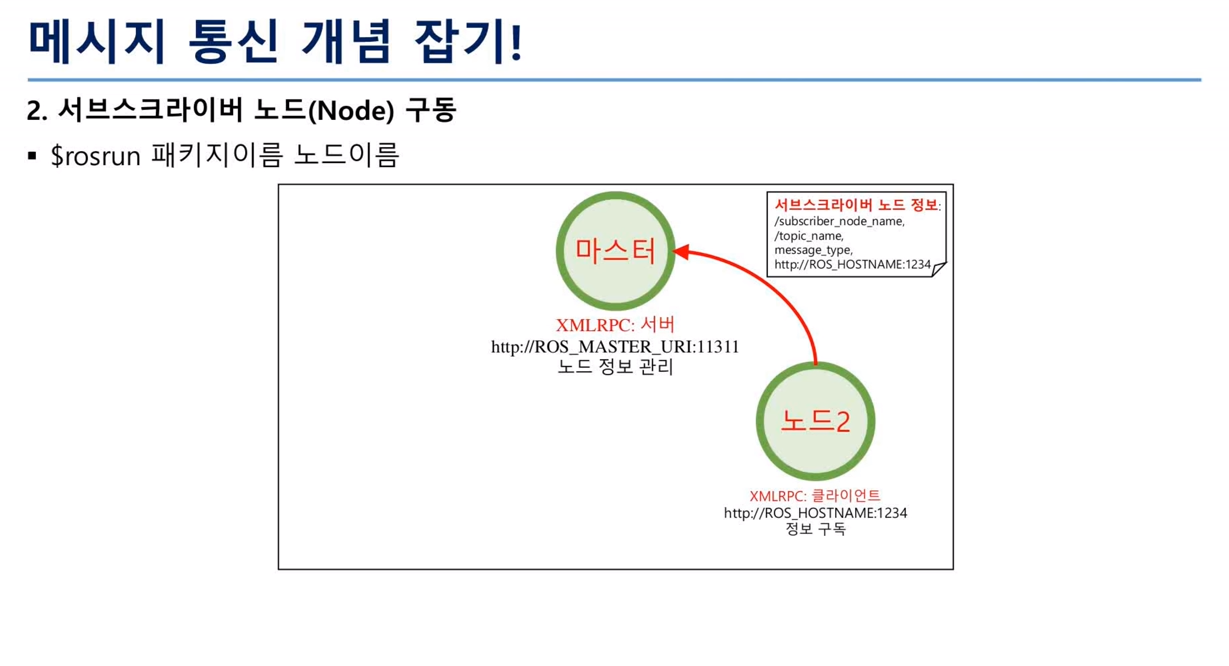 메시지 통신 개념 잡기!
2. 서브스크라이버 노드(Node) 구동
▪ $rosrun 패키지이름 노드이름
마스터
XMLRPC: 서버
http://ROS_MASTER_URI:11311
노드 정보 관리
서브스크라이버 노드 정보:
/subscriber_node_name,
/topic_name,
message_type,
http://ROS_HOSTNAME:1234
노드2
XMLRPC: 클라이언트
http://ROS_HOSTNAME:1234
정보 구독